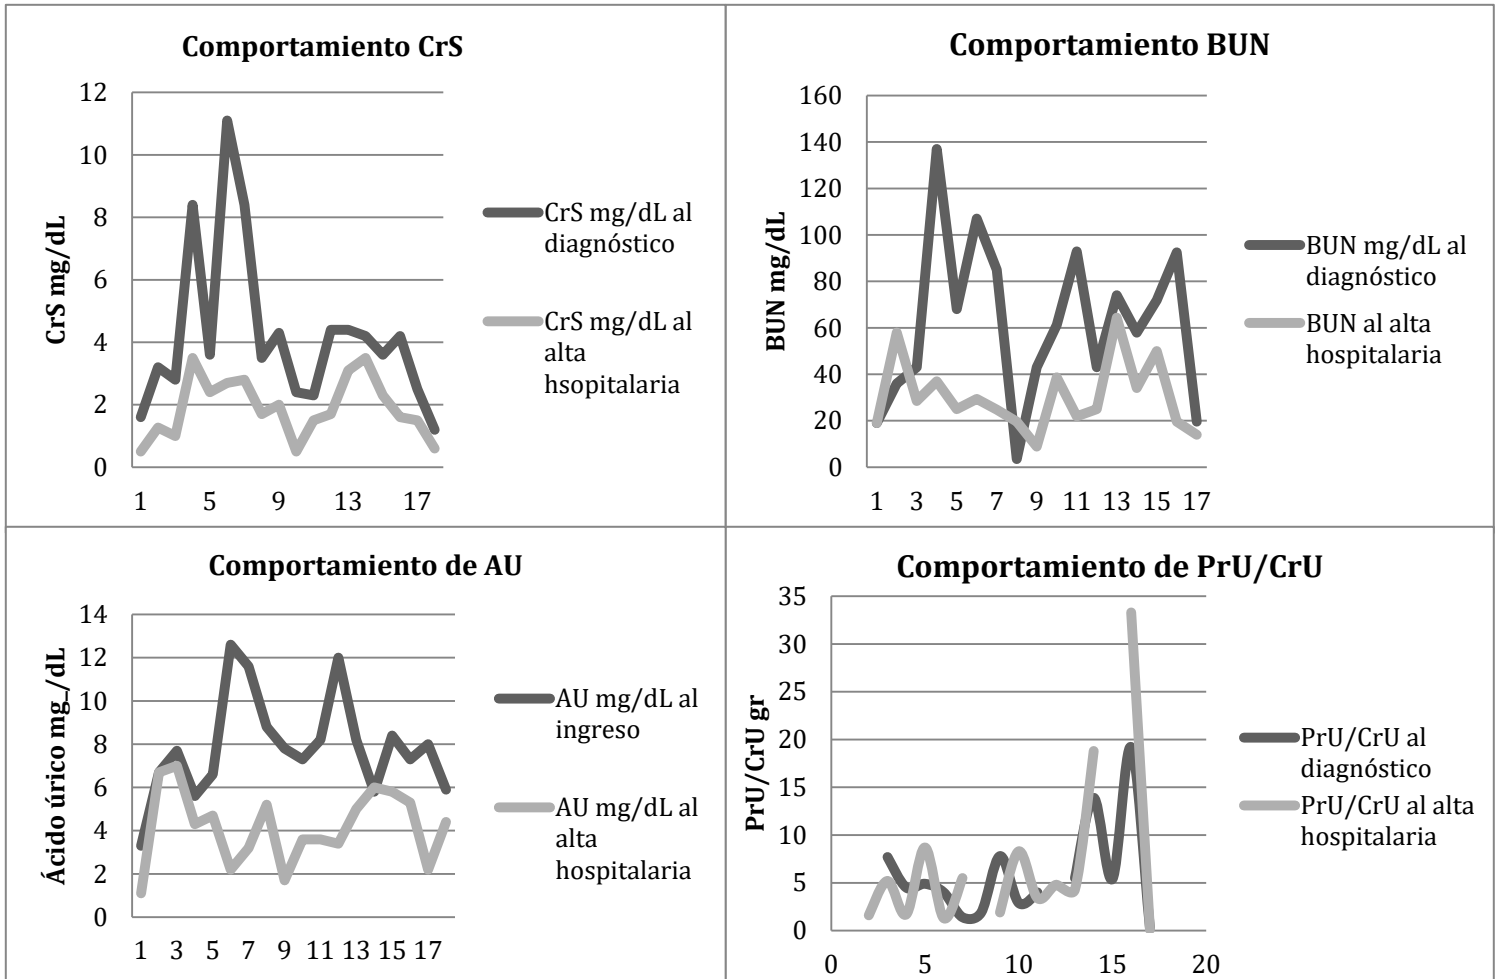 Comportamiento CrS
12
10
8
6
4
2
0
CrS mg/dL
1 5 9 13 17
CrS mg/dL al
diagnóstico
CrS mg/dL al
alta
hsopitalaria
Comportamiento BUN
160
140
120
100
80
60
40
20
0
BUN mg/dL
1 3 5 7 9 11 13 15 17
BUN mg/dL al
diagnóstico
BUN al alta
hospitalaria
Comportamiento de AU
14
12
10
8
6
4
2
0
Ácido úrico mg_/dL
1 3 5 7 9 11 13 15 17
AU mg/dL al
ingreso
AU mg/dL al
alta
hospitalaria
Comportamiento de PrU/CrU
35
30
25
20
15
10
5
0
PrU/CrU gr
0 5 10 15 20
PrU/CrU al
diagnóstico
PrU/CrU al alta
hospitalaria